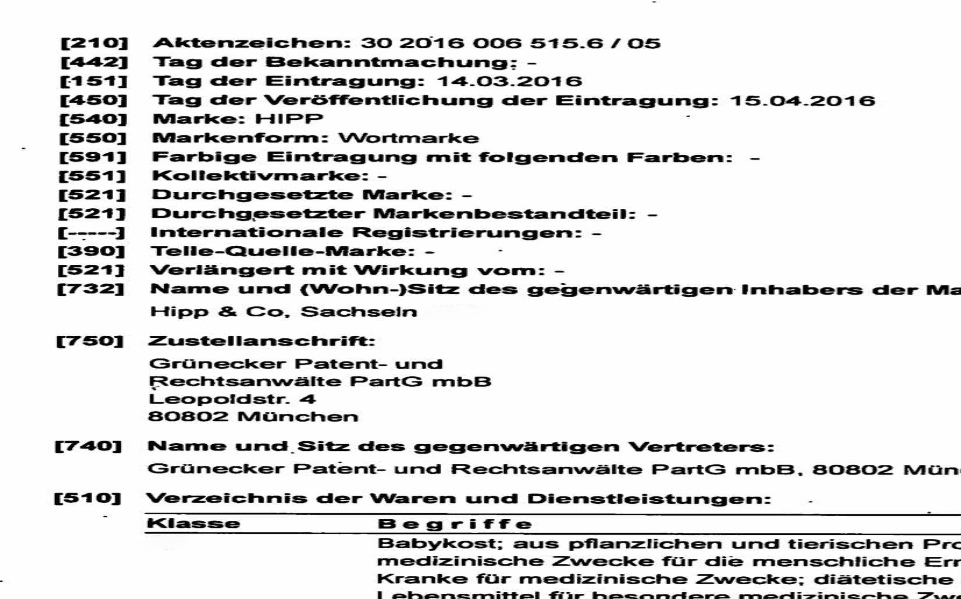 [210] Aktenzeichen: 30 2016 006 515.6 / 05
[442] Tag der Bekanntmachung: -
[151] Tag der Eintragung: 14.03.2016
[450] Tag der Veröffentlichung der Eintragung: 15.04.2016
[540] Marke: HIPP
[550] Markenform: Wortmarke
[591] Farbige Eintragung mit folgenden Farben: -
[551] Kollektivmarke: -
[521] Durchgesetzte Marke: -
[521] Durchgesetzter Markenbestandteil: -
[-----] Internationale Registrierungen: -
[390] Telle-Quelle-Marke: -
[521] Verlängert mit Wirkung vom: -
[732] Name und (Wohn-)Sitz des gegenwärtigen Inhabers der Ma
Hipp & Co, Sachseln
[750] Zustellanschrift:
Grünecker Patent- und
Rechtsanwälte PartG mbB
Leopoldstr. 4
80802 München
[740] Name und Sitz des gegenwärtigen Vertreters:
Grünecker Patent- und Rechtsanwälte PartG mbB, 80802 Mün
[510] Verzeichnis der Waren und Dienstleistungen:
Klasse Begriffe
Babykost; aus pflanzlichen und tierischen Pro
medizinische Zwecke für die menschliche Ern
Kranke für medizinische Zwecke; diätetische
Lebensmittel für besondere medizinische Zwe